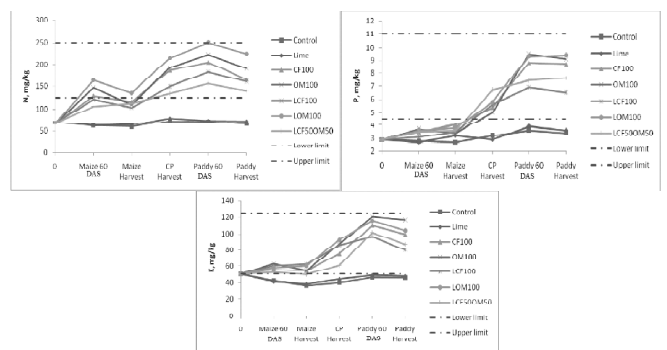 300
250
200
150
100
50
0
N, mg/kg
0
Maize 60 DAS
Maize Harvest
CP Harvest
Paddy 60 DAS
Paddy Harvest
Control
Lime
CF100
OM100
LCF100
LOM100
LCF50OM50
Lower limit
Upper limit
12
11
10
9
8
7
6
5
4
3
2
P, mg/kg
0
Maize 60 DAS
Maize Harvest
CP Harvest
Paddy 60 DAS
Paddy Harvest
Control
Lime
CF100
OM100
LCF100
LOM100
LCF50OM50
Lower limit
Upper limit
140
120
100
80
60
40
20
0
mg/kg
0
Maize 60 DAS
Maize Harvest
CP Harvest
Paddy 60 DAS
Paddy Harvest
Control
Lime
CF100
OM100
LCF100
LOM100
LCF50OM50
Lower limit
Upper limit